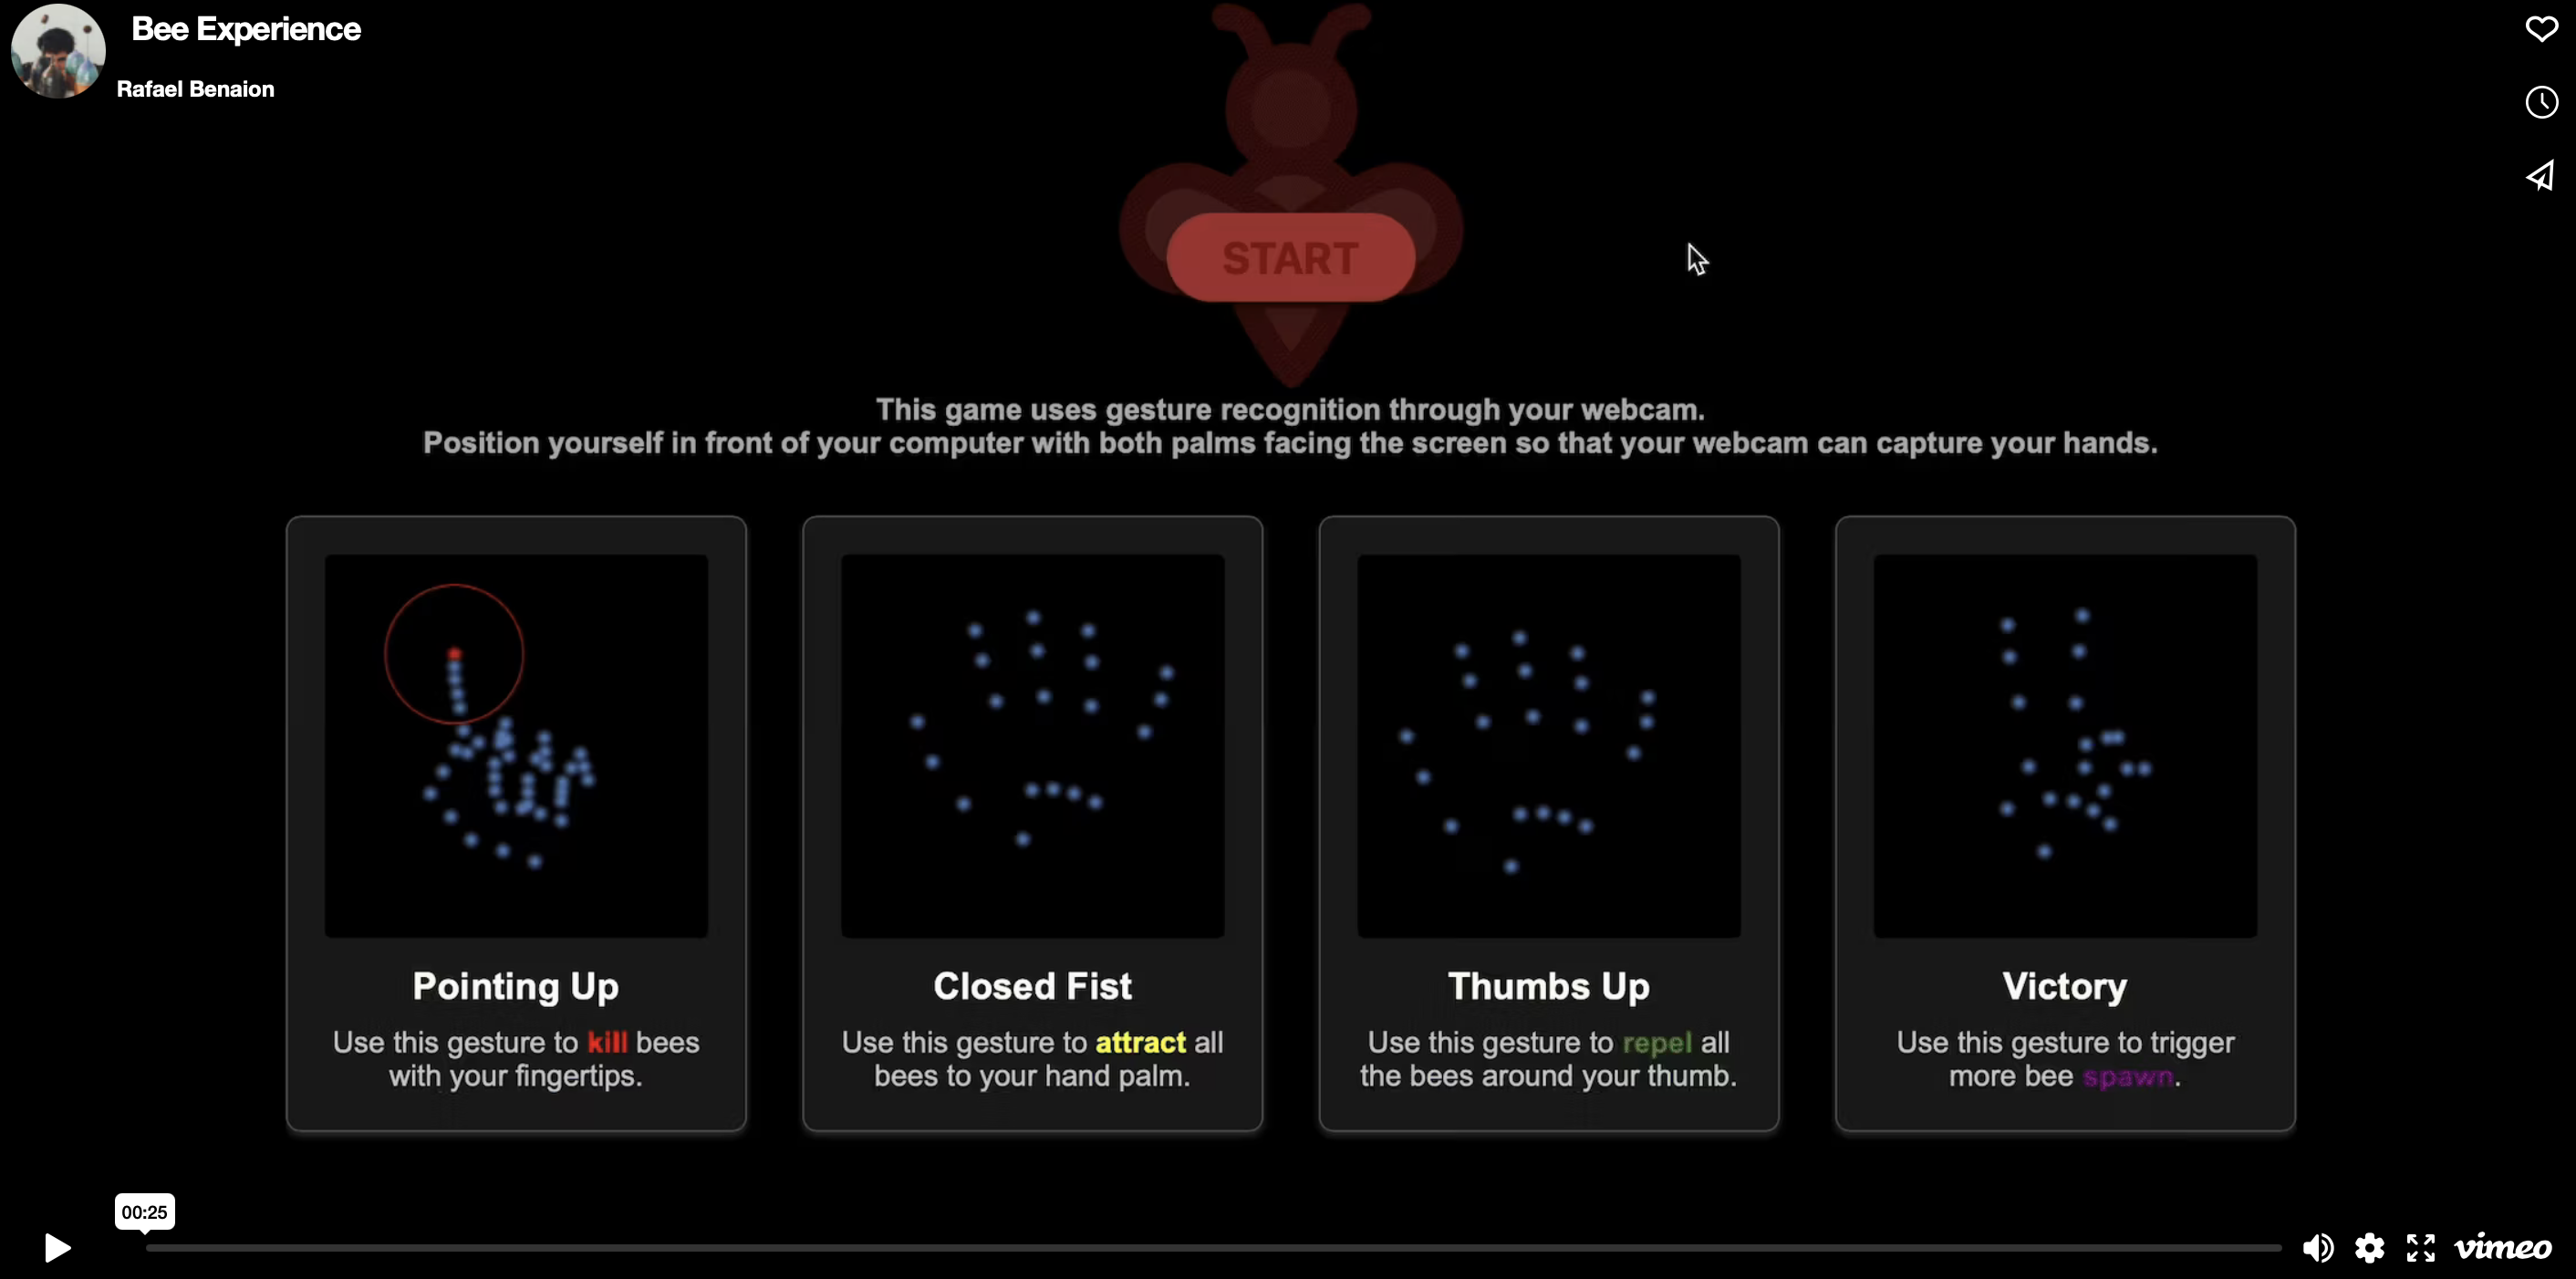 Bee Experience
Rafael Benaion
START
This game uses gesture recognition through your webcam.
Position yourself in front of your computer with both palms facing the screen so that your webcam can capture your hands.
Pointing Up
Use this gesture to kill bees
with your fingertips.
Closed Fist
Use this gesture to attract all
bees to your hand palm.
Thumbs Up
Use this gesture to repel all
the bees around your thumb.
Victory
Use this gesture to trigger
more bee spawn.
00:25
vimeo